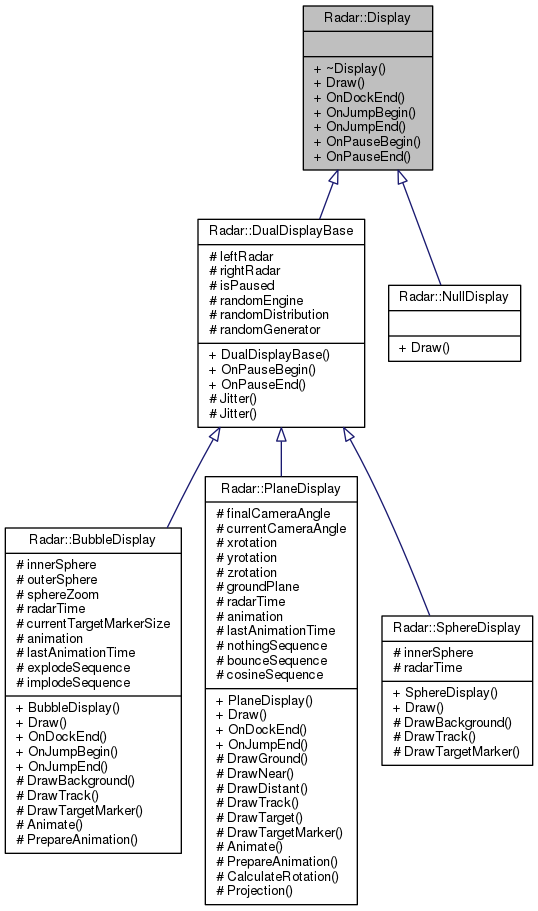 Radar::Display
+ ~Display()
+ Draw()
+ OnDockEnd()
+ OnJumpBegin()
+ OnJumpEnd()
+ OnPauseBegin()
+ OnPauseEnd()
Radar::DualDisplayBase
# leftRadar
# rightRadar
# isPaused
# randomEngine
# randomDistribution
# randomGenerator
+ DualDisplayBase()
+ OnPauseBegin()
+ OnPauseEnd()
# Jitter()
# Jitter()
Radar::NullDisplay
+ Draw()
Radar::BubbleDisplay
# innerSphere
# outerSphere
# sphereZoom
# radarTime
# currentTargetMarkerSize
# animation
# lastAnimationTime
# explodeSequence
# implodeSequence
+ BubbleDisplay()
+ Draw()
+ OnDockEnd()
+ OnJumpBegin()
+ OnJumpEnd()
# DrawBackground()
# DrawTrack()
# DrawTargetMarker()
# Animate()
# PrepareAnimation()
Radar::PlaneDisplay
# finalCameraAngle
# currentCameraAngle
# xrotation
# yrotation
# zrotation
# groundPlane
# radarTime
# animation
# lastAnimationTime
# nothingSequence
# bounceSequence
# cosineSequence
+ PlaneDisplay()
+ Draw()
+ OnDockEnd()
+ OnJumpEnd()
# DrawGround()
# DrawNear()
# DrawDistant()
# DrawTrack()
# DrawTarget()
# DrawTargetMarker()
# Animate()
# PrepareAnimation()
# CalculateRotation()
# Projection()
Radar::SphereDisplay
# innerSphere
# radarTime
+ SphereDisplay()
+ Draw()
# DrawBackground()
# DrawTrack()
# DrawTargetMarker()